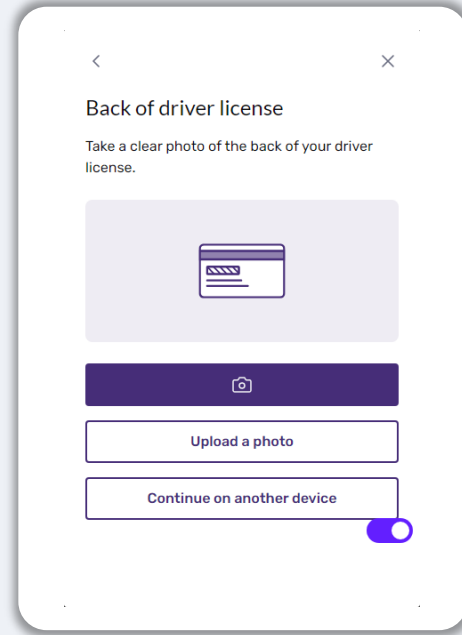 Back of driver license
Take a clear photo of the back of your driver
license.
Upload a photo
Continue on another device